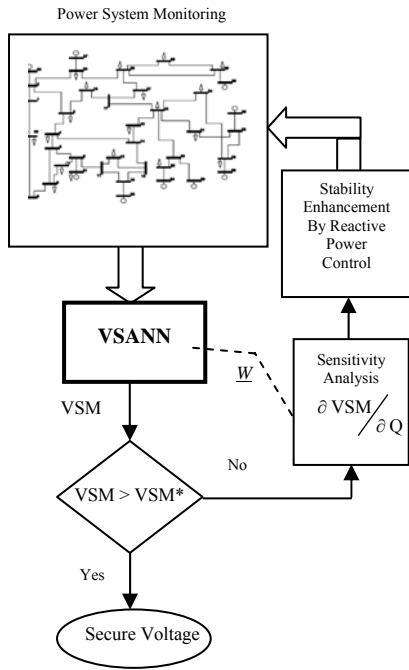 Power System Monitoring
Stability
Enhancement
By Reactive
Power
Control
VSANN
W
Sensitivity
Analysis
∂ VSM
/
∂ Q
VSM
No
VSM > VSM*
Yes
Secure Voltage